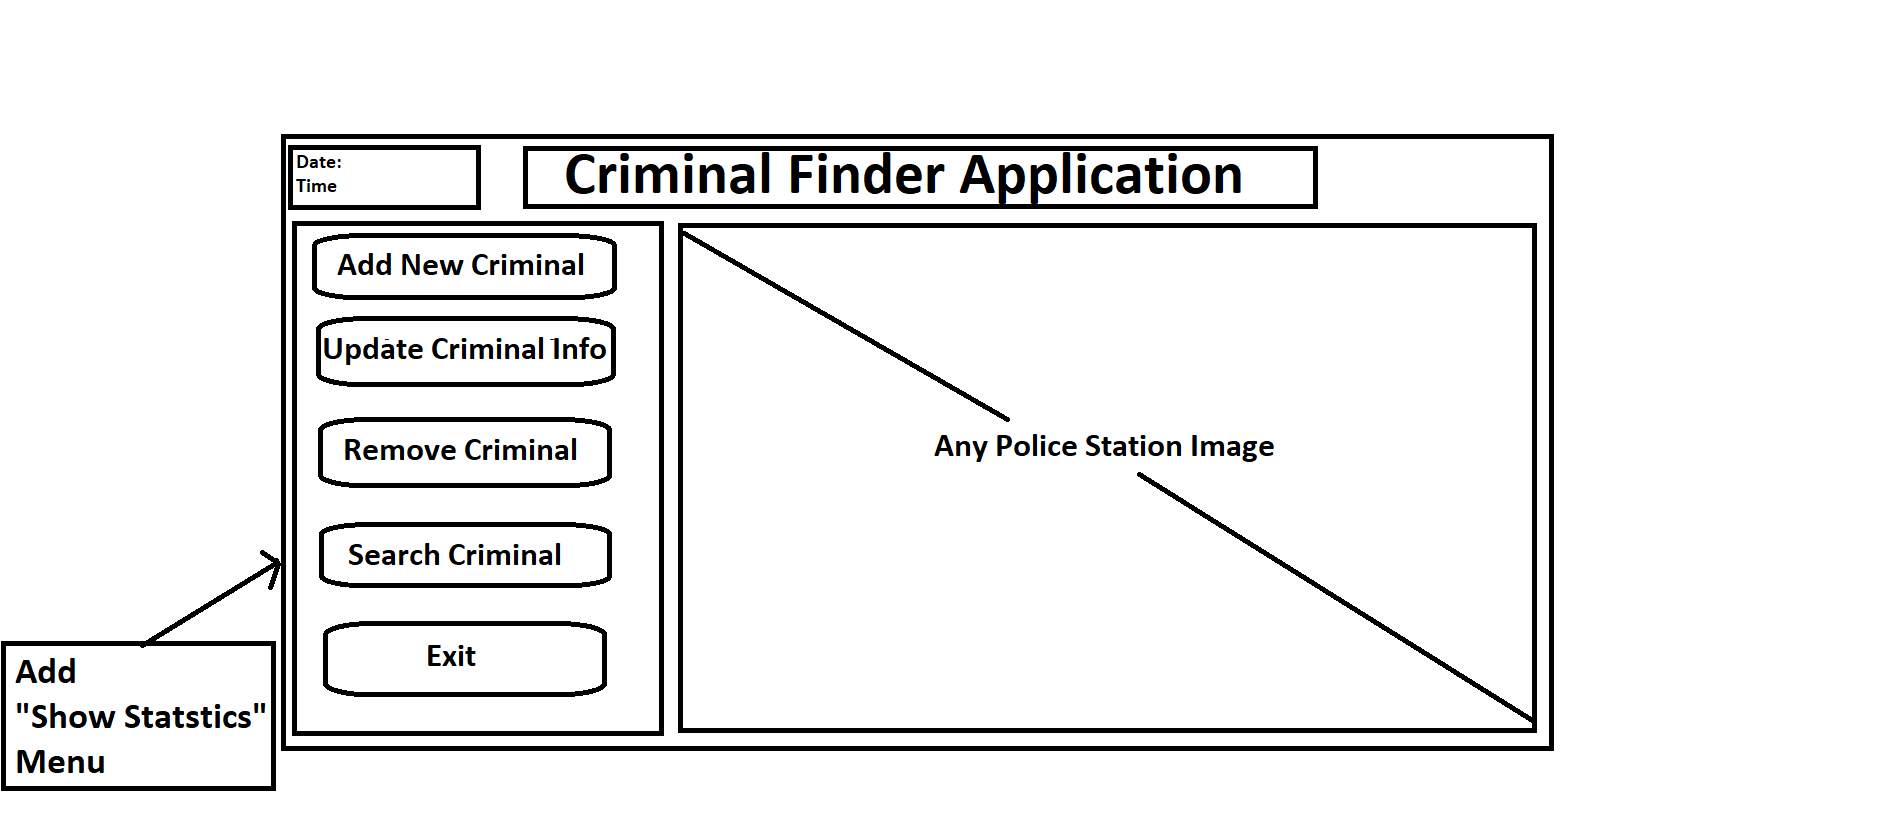 Date:
Time
Criminal Finder Application
Add New Criminal
Update Criminal Info
Remove Criminal
Search Criminal
Exit
Any Police Station Image
Add
"Show Statstics"
Menu